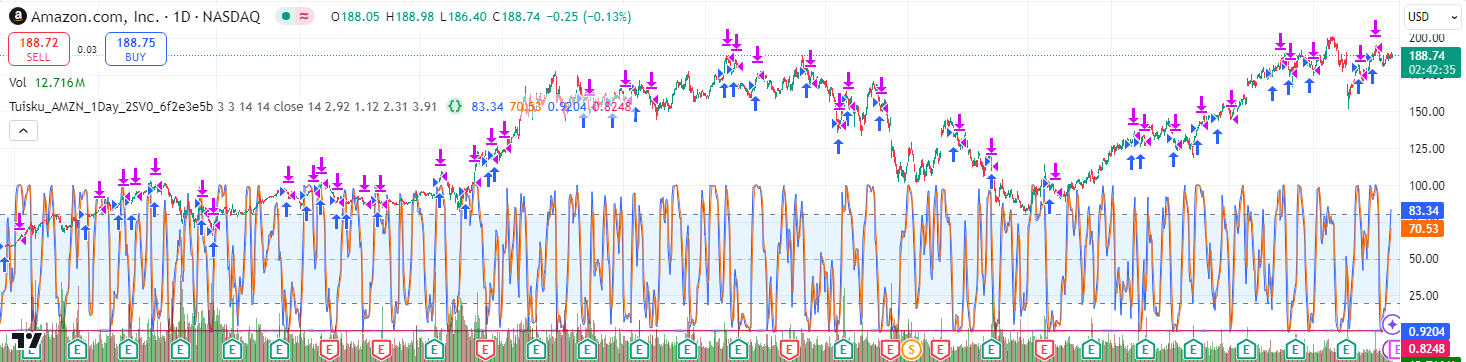 a Amazon.com, Inc. · 1D · NASDAQ ≈ O188.05 H188.98 L186.40 C188.74 −0.25 (−0.13%)
USD
188.72 SELL 0.03 188.75 BUY
200.00
188.74
02:42:35
Vol 12.716M
Tuisku_AMZN_1Day_2SV0_6f2e3e5b 3 3 14 14 close 14 2.92 1.12 2.31 3.91 {} 83.34 70.53 0.9204 0.8248
150.00
125.00
100.00
83.34
70.53
50.00
25.00
0.9204
0.8248
E E E E E E E E E E E E E E E E E S E E E E E E E E E E